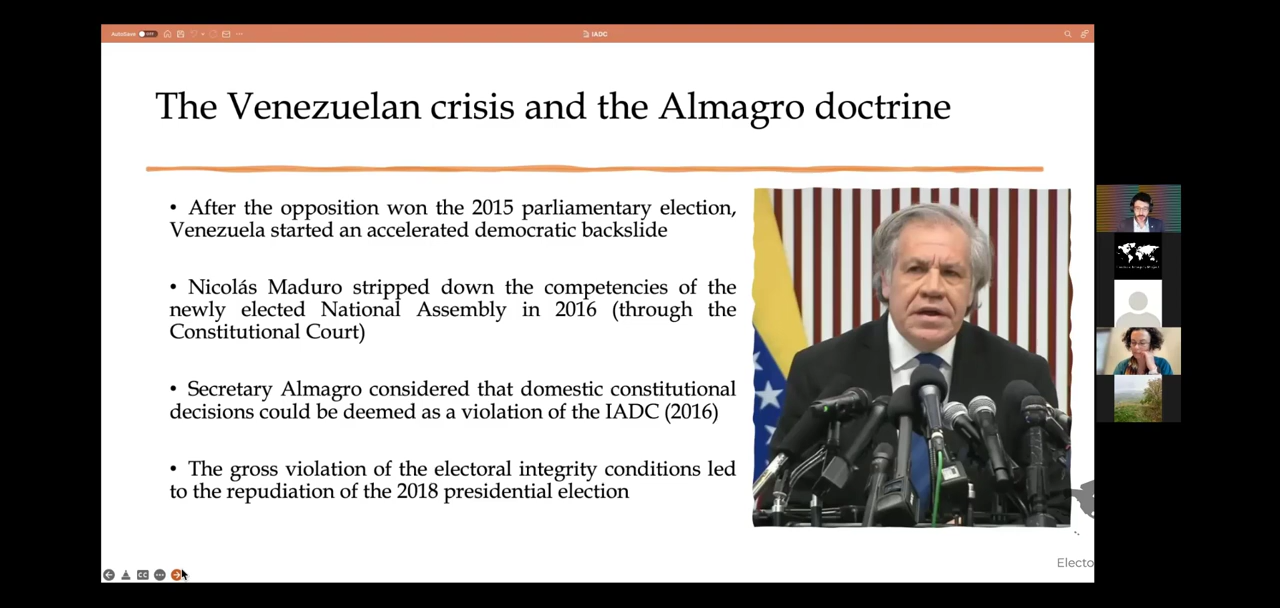 AutoSave OFF
IADC
The Venezuelan crisis and the Almagro doctrine
• After the opposition won the 2015 parliamentary election,
Venezuela started an accelerated democratic backslide
• Nicolás Maduro stripped down the competencies of the
newly elected National Assembly in 2016 (through the
Constitutional Court)
• Secretary Almagro considered that domestic constitutional
decisions could be deemed as a violation of the IADC (2016)
• The gross violation of the electoral integrity conditions led
to the repudiation of the 2018 presidential election
Electo
CC